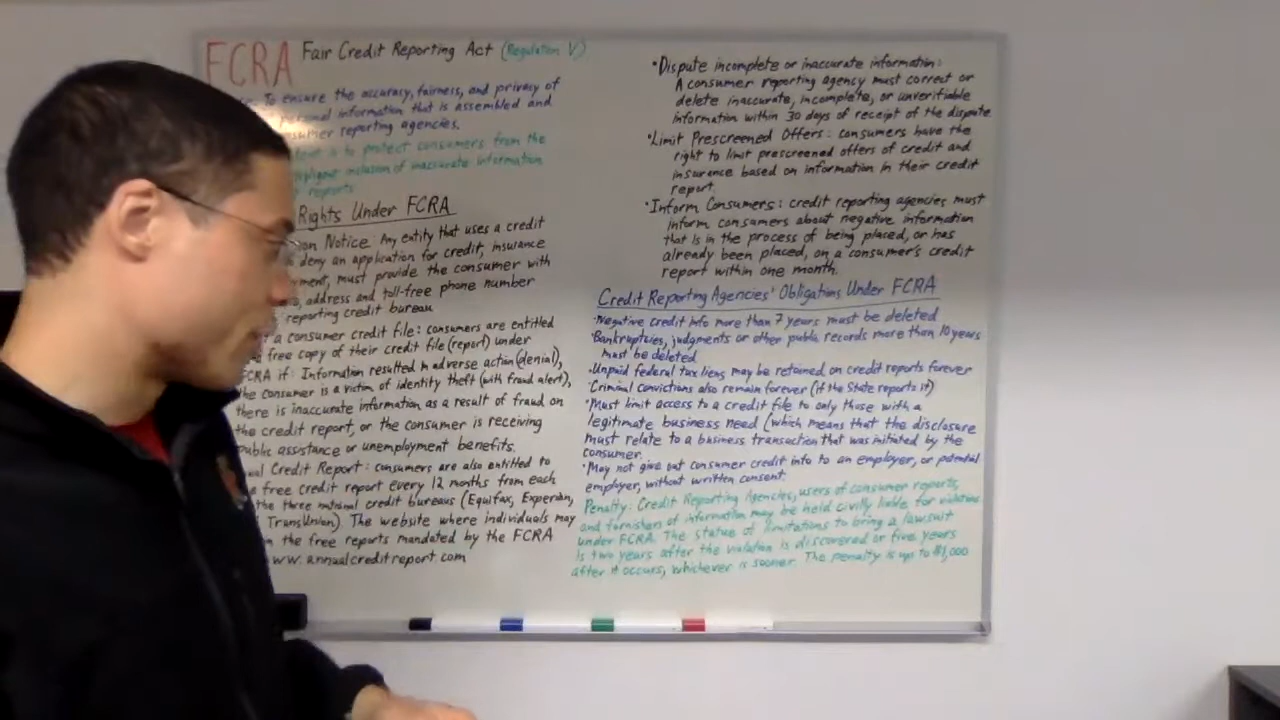 FCRA Fair Credit Reporting Act (Regulation V)
To ensure the accuracy, fairness, and privacy of
personal information that is assembled and
reporting agencies.
is to protect consumers from the
inclusion of inaccurate information
reports
Rights Under FCRA
Notice: Any entity that uses a credit
deny an application for credit, insurance
must provide the consumer with
address and toll-free phone number
reporting credit bureau
a consumer credit file: consumers are entitled
free copy of their credit file (report) under
FCRA if: Information resulted in adverse action (denial),
the consumer is a victim of identity theft (with fraud alert),
there is inaccurate information as a result of fraud on
the credit report, or the consumer is receiving
public assistance or unemployment benefits.
Credit Report: consumers are also entitled to
free credit report every 12 months from each
the three national credit bureaus (Equifax, Experian,
TransUnion). The website where individuals may
the free reports mandated by the FCRA
ww.annualcreditreport.com
•Dispute incomplete or inaccurate information:
A consumer reporting agency must correct or
delete inaccurate, incomplete, or unverifiable
information within 30 days of receipt of the dispute
•Limit Prescreened Offers: consumers have the
right to limit prescreened offers of credit and
insurance based on information in their credit
report.
•Inform Consumers: credit reporting agencies must
inform consumers about negative information
that is in the process of being placed, or has
already been placed, on a consumer's credit
report within one month.
Credit Reporting Agencies' Obligations Under FCRA
•Negative credit info more than 7 years must be deleted
•Bankruptcies, judgments or other public records more than 10 years
must be deleted
•Unpaid federal tax liens may be retained on credit reports forever
•Criminal convictions also remain forever (if the State reports it)
•Must limit access to a credit file to only those with a
legitimate business need (which means that the disclosure
must relate to a business transaction that was initiated by the
consumer.
•May not give out consumer credit info to an employer, or potential
employer, without written consent.
Penalty: Credit Reporting Agencies, users of consumer reports,
and furnishers of information may be held civilly liable for violations
under FCRA. The statue of limitations to bring a lawsuit
is two years after the violation is discovered or five years
after it occurs, whichever is sooner. The penalty is up to $1,000